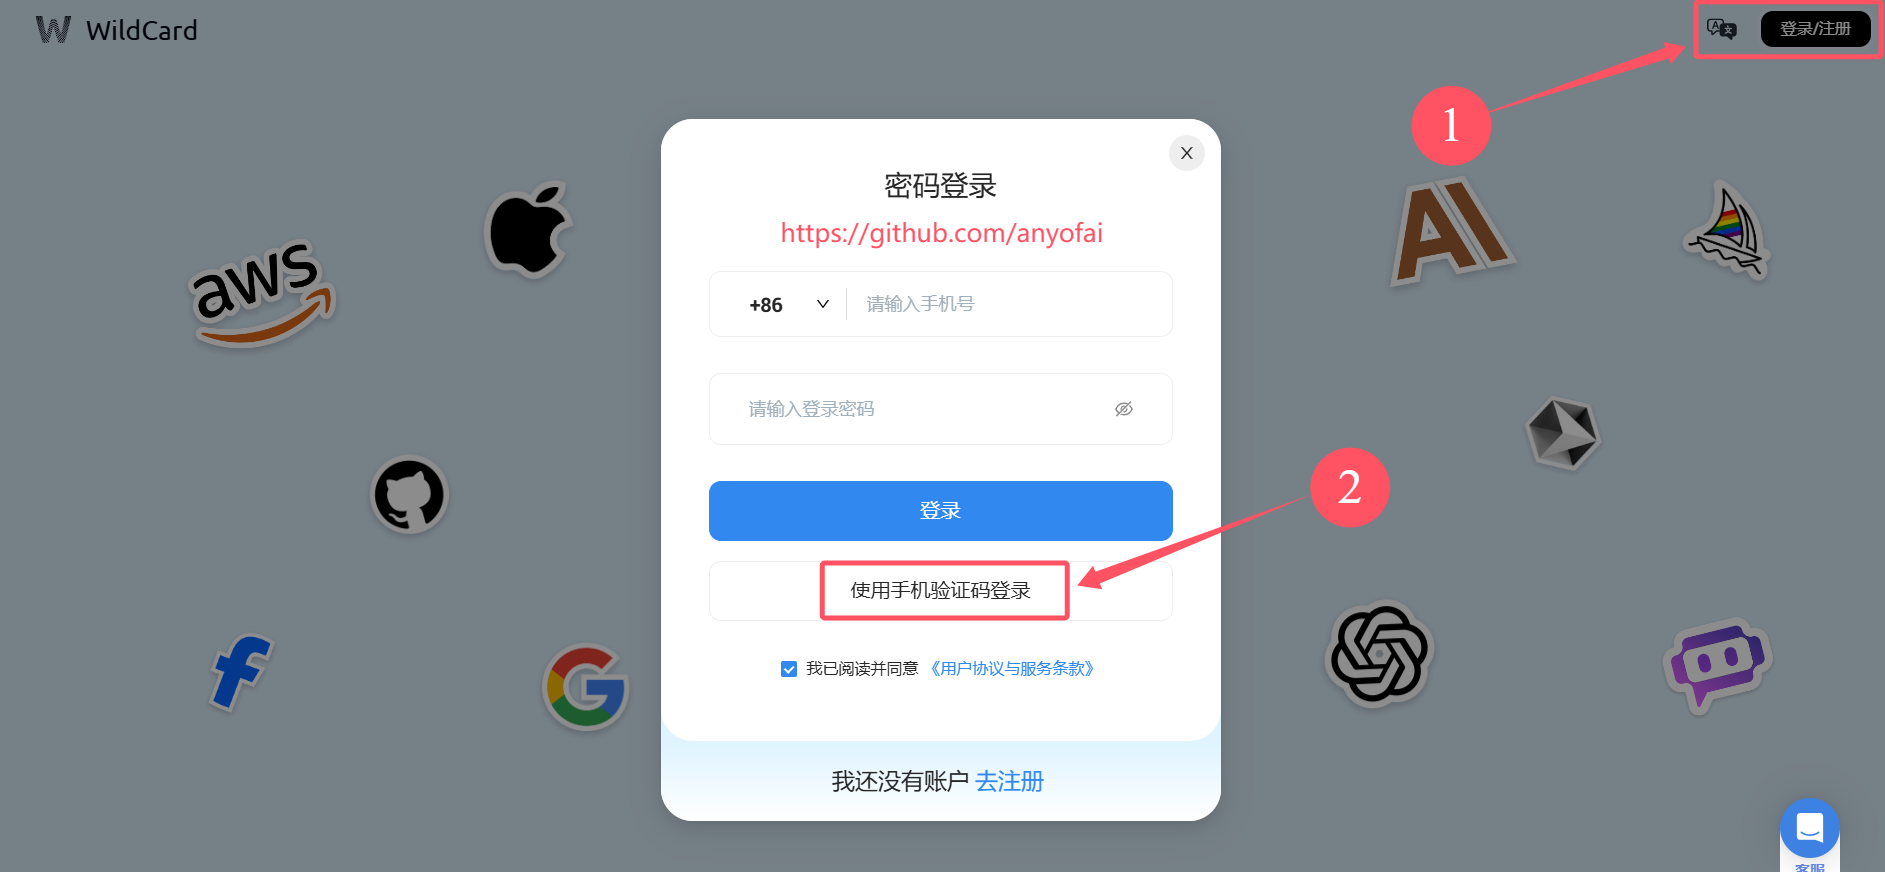 WildCard
登录/注册
1
密码登录
https://github.com/anyofai
+86
请输入手机号
aws
请输入登录密码
登录
2
使用手机验证码登录
我已阅读并同意 《用户协议与服务条款》
我还没有账户 去注册
客服